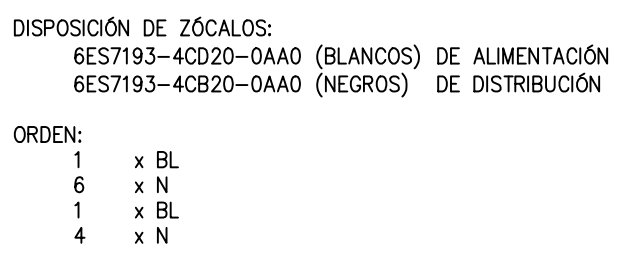 DISPOSICIÓN DE ZÓCALOS:
6ES7193-4CD20-0AA0 (BLANCOS) DE ALIMENTACIÓN
6ES7193-4CB20-0AA0 (NEGROS) DE DISTRIBUCIÓN
ORDEN:
1 x BL
6 x N
1 x BL
4 x N